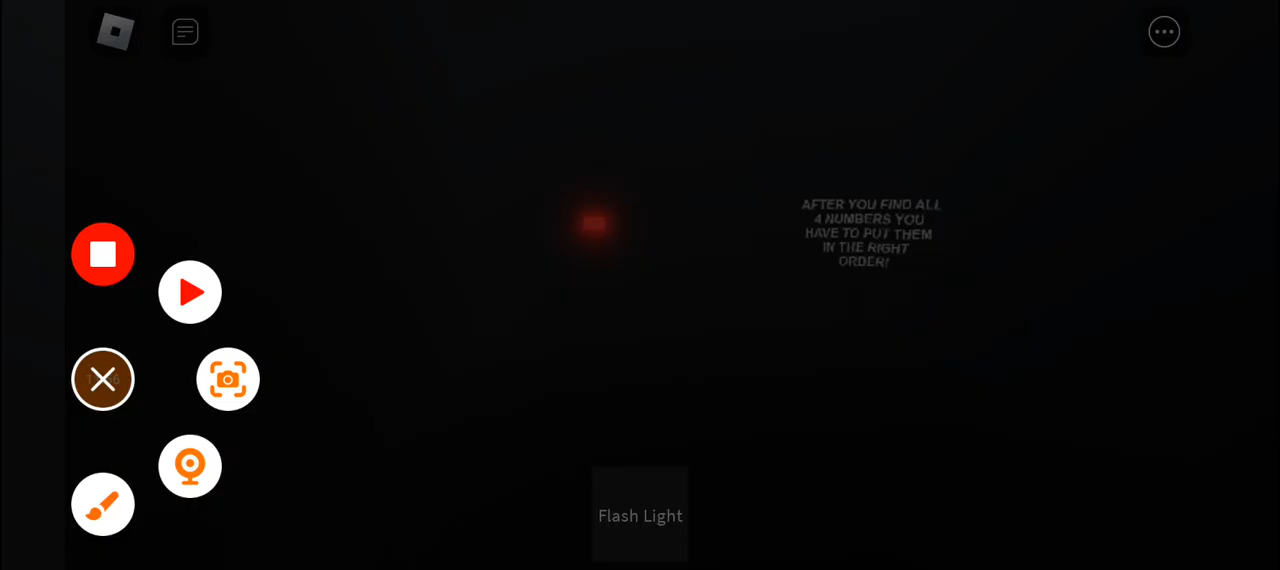 AFTER YOU FIND ALL
4 NUMBERS YOU
HAVE TO PUT THEM
IN THE RIGHT
ORDER!
Flash Light